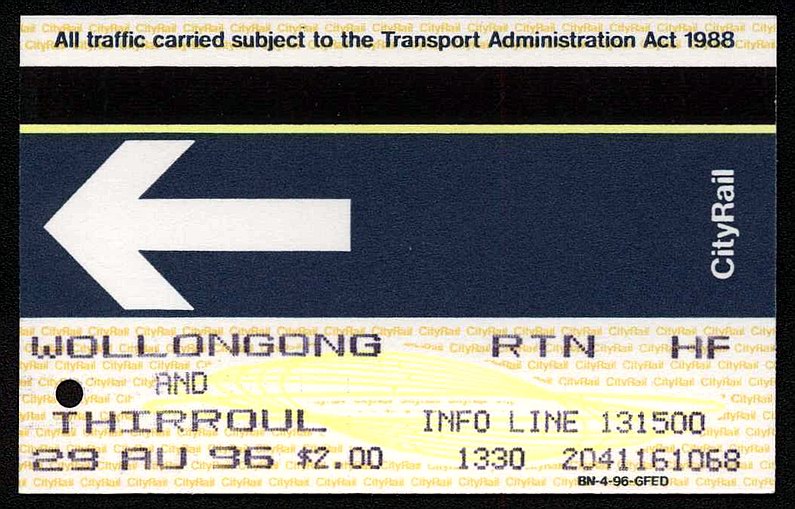 All traffic carried subject to the Transport Administration Act 1988
CityRail
WOLLONGONG RTN HF
AND
THIRROUL INFO LINE 131500
29 AU 96 $2.00 1330 2041161068
BN-4-96-GFED